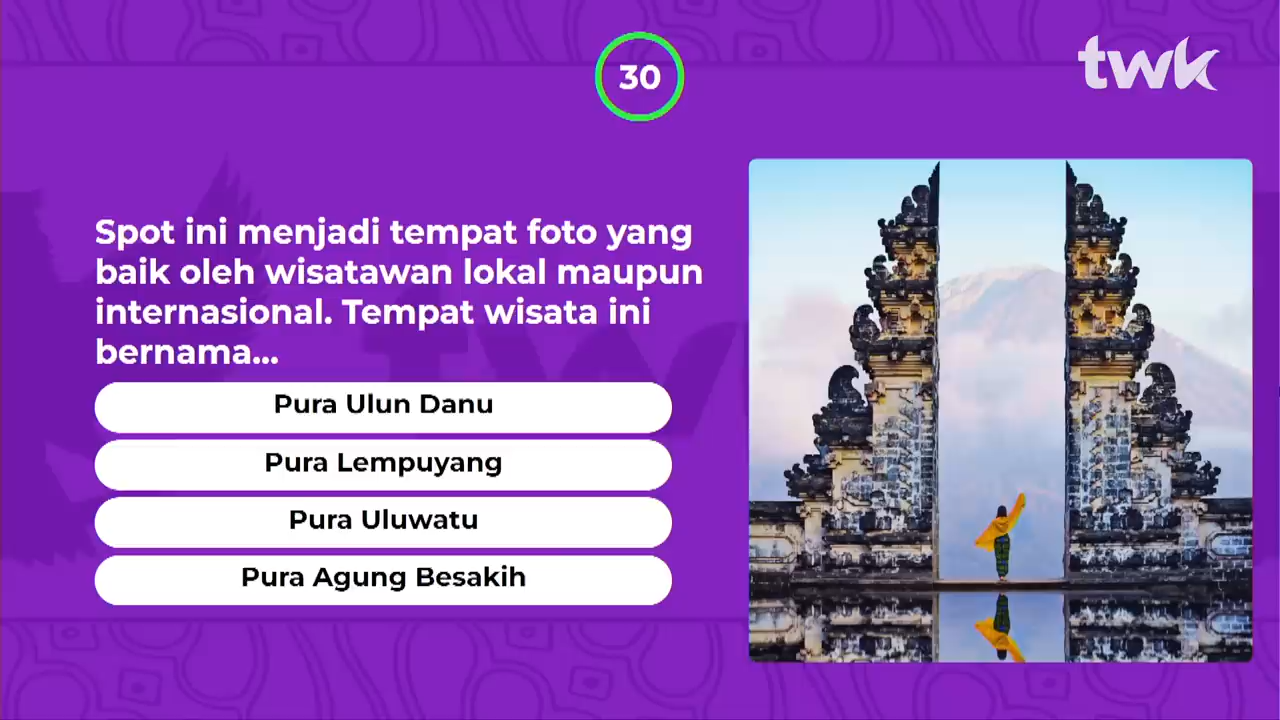 30
twk
Spot ini menjadi tempat foto yang
baik oleh wisatawan lokal maupun
internasional. Tempat wisata ini
bernama...
Pura Ulun Danu
Pura Lempuyang
Pura Uluwatu
Pura Agung Besakih